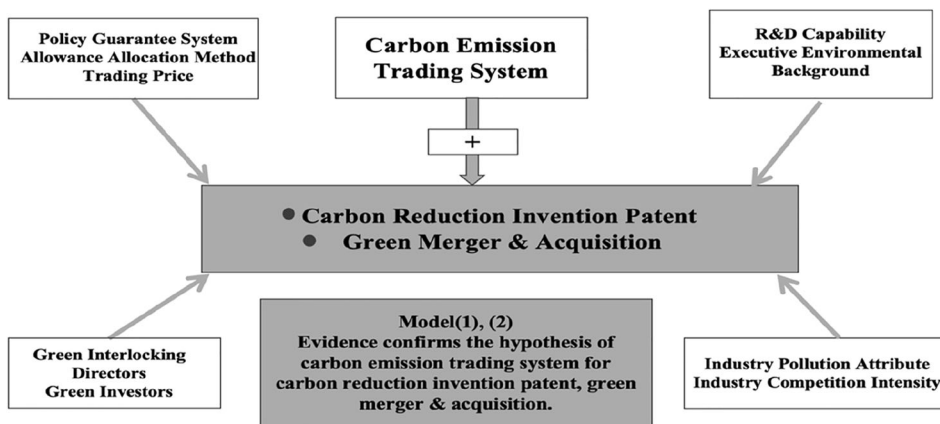 Policy Guarantee System
Allowance Allocation Method
Trading Price
Carbon Emission
Trading System
R&D Capability
Executive Environmental
Background
+
● Carbon Reduction Invention Patent
● Green Merger & Acquisition
Green Interlocking
Directors
Green Investors
Model(1), (2)
Evidence confirms the hypothesis of
carbon emission trading system for
carbon reduction invention patent, green
merger & acquisition.
Industry Pollution Attribute
Industry Competition Intensity